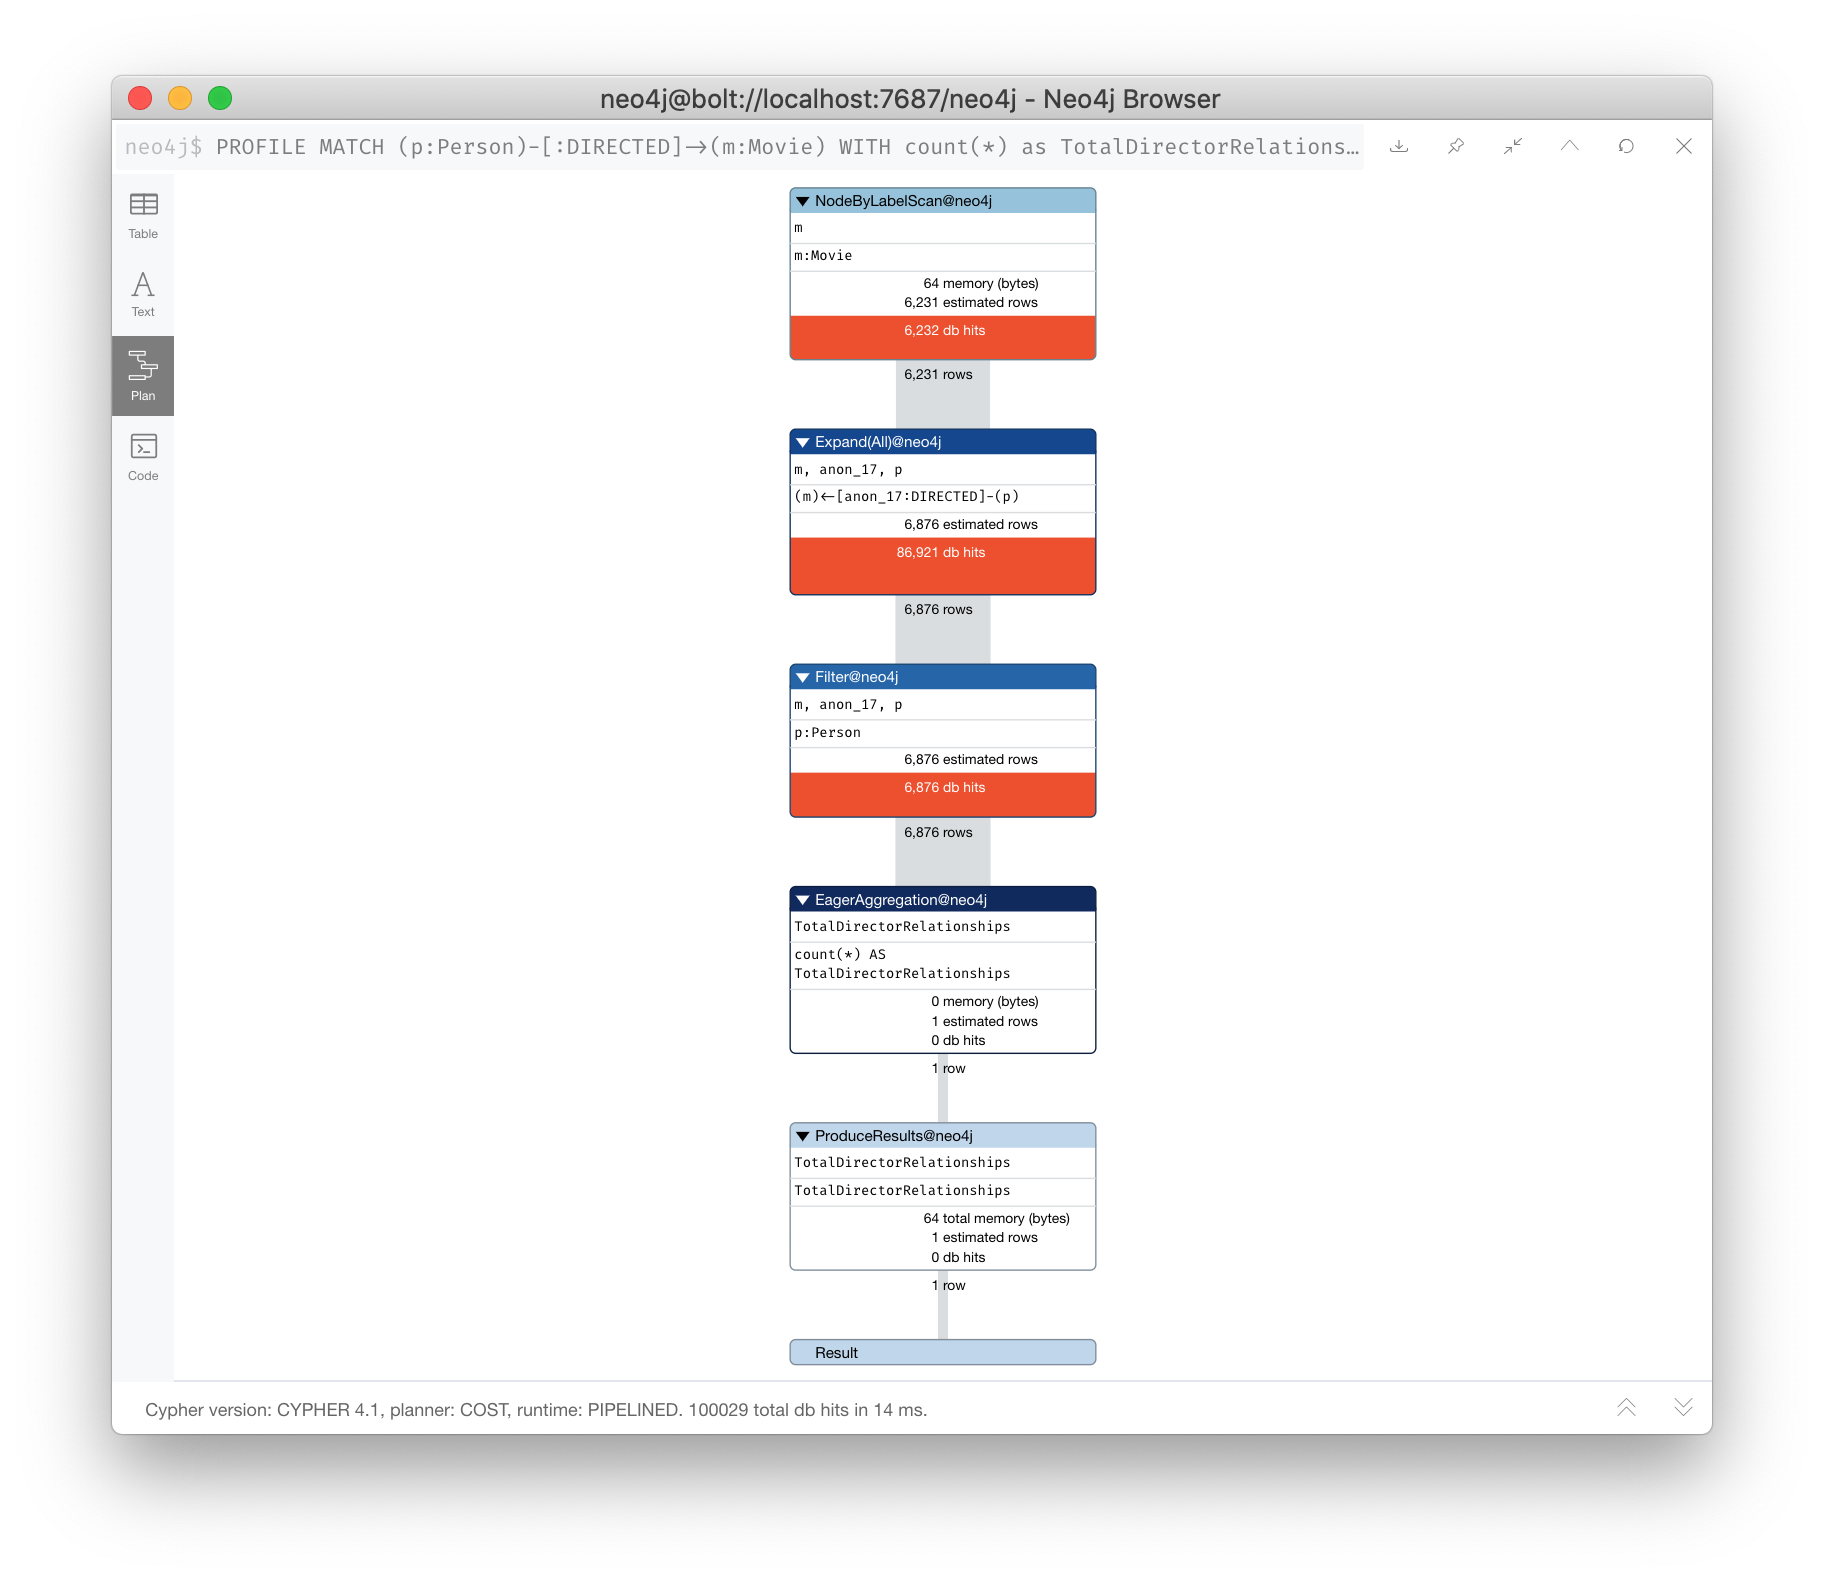 neo4j@bolt://localhost:7687/neo4j - Neo4j Browser
neo4j$ PROFILE MATCH (p:Person)-[:DIRECTED]->(m:Movie) WITH count(*) as TotalDirectorRelations…
Table
Text
Plan
Code
NodeByLabelScan@neo4j
m
m:Movie
64 memory (bytes)
6,231 estimated rows
6,232 db hits
6,231 rows
Expand(All)@neo4j
m, anon_17, p
(m)<-[anon_17:DIRECTED]-(p)
6,876 estimated rows
86,921 db hits
6,876 rows
Filter@neo4j
m, anon_17, p
p:Person
6,876 estimated rows
6,876 db hits
6,876 rows
EagerAggregation@neo4j
TotalDirectorRelationships
count(*) AS
TotalDirectorRelationships
0 memory (bytes)
1 estimated rows
0 db hits
1 row
ProduceResults@neo4j
TotalDirectorRelationships
TotalDirectorRelationships
64 total memory (bytes)
1 estimated rows
0 db hits
1 row
Result
Cypher version: CYPHER 4.1, planner: COST, runtime: PIPELINED. 100029 total db hits in 14 ms.